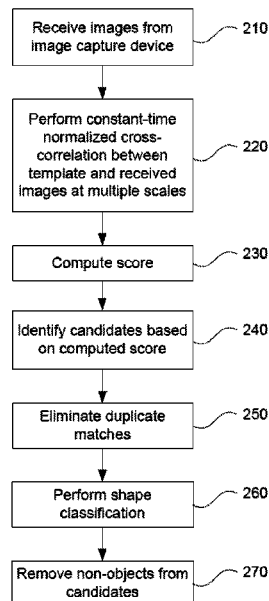 Receive images from
image capture device
210
Perform constant-time
normalized cross-
correlation between
template and received
images at multiple scales
220
Compute score
230
Identify candidates based
on computed score
240
Eliminate duplicate
matches
250
Perform shape
classification
260
Remove non-objects from
candidates
270